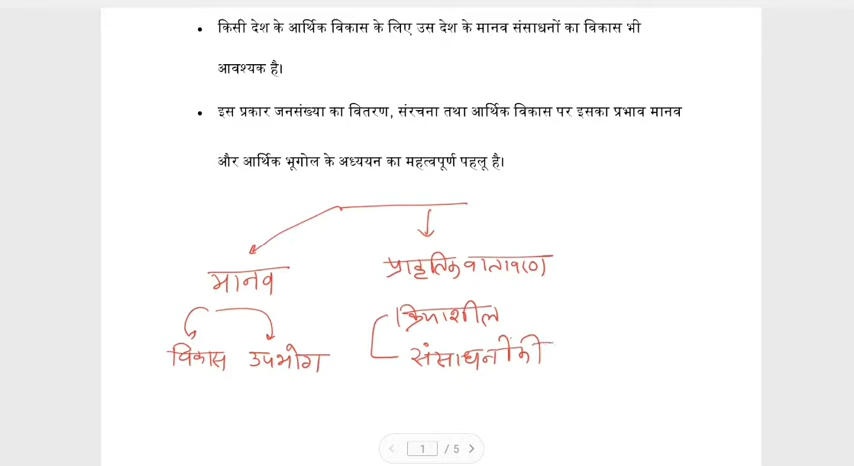 किसी देश के आर्थिक विकास के लिए उस देश के मानव संसाधनों का विकास भी
आवश्यक है।
इस प्रकार जनसंख्या का वितरण, संरचना तथा आर्थिक विकास पर इसका प्रभाव मानव
और आर्थिक भूगोल के अध्ययन का महत्वपूर्ण पहलू है।
मानव
प्राकृतिक
क्रियाशील
विकास उपभोग
संसाधनों की
1 / 5